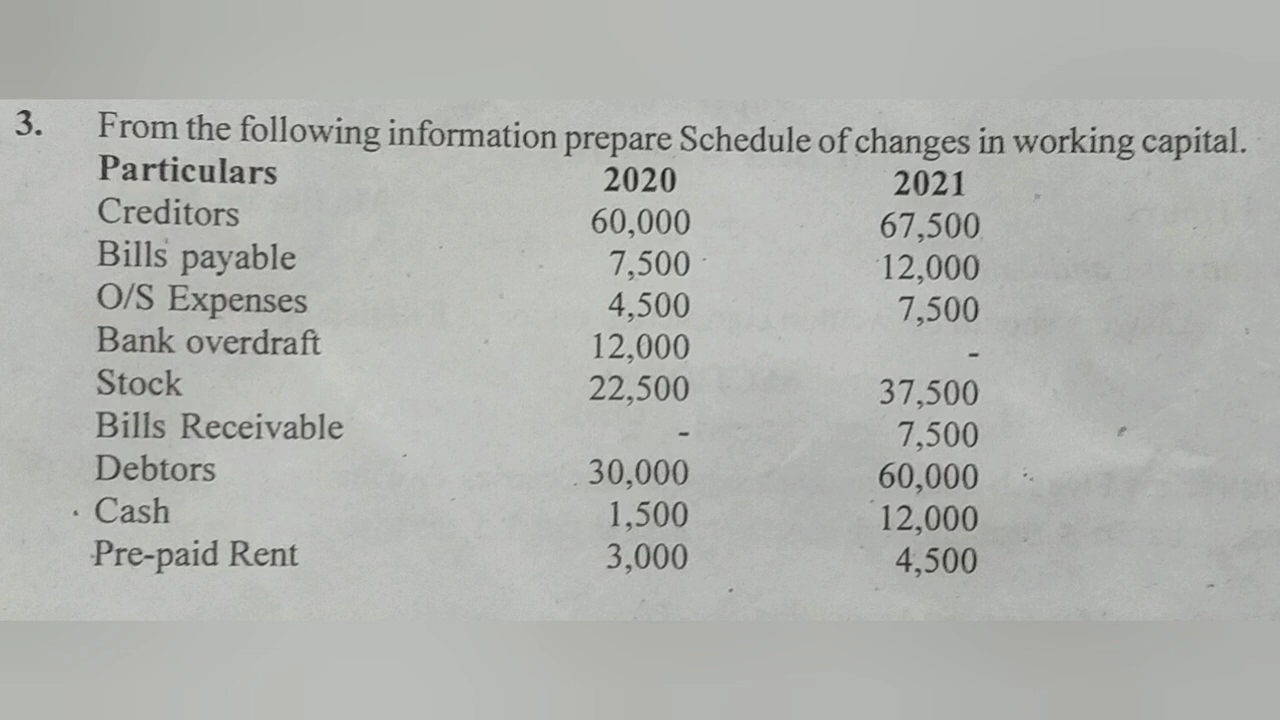 3. From the following information prepare Schedule of changes in working capital.
Particulars 2020 2021
Creditors 60,000 67,500
Bills payable 7,500 12,000
O/S Expenses 4,500 7,500
Bank overdraft 12,000 -
Stock 22,500 37,500
Bills Receivable - 7,500
Debtors 30,000 60,000
Cash 1,500 12,000
Pre-paid Rent 3,000 4,500